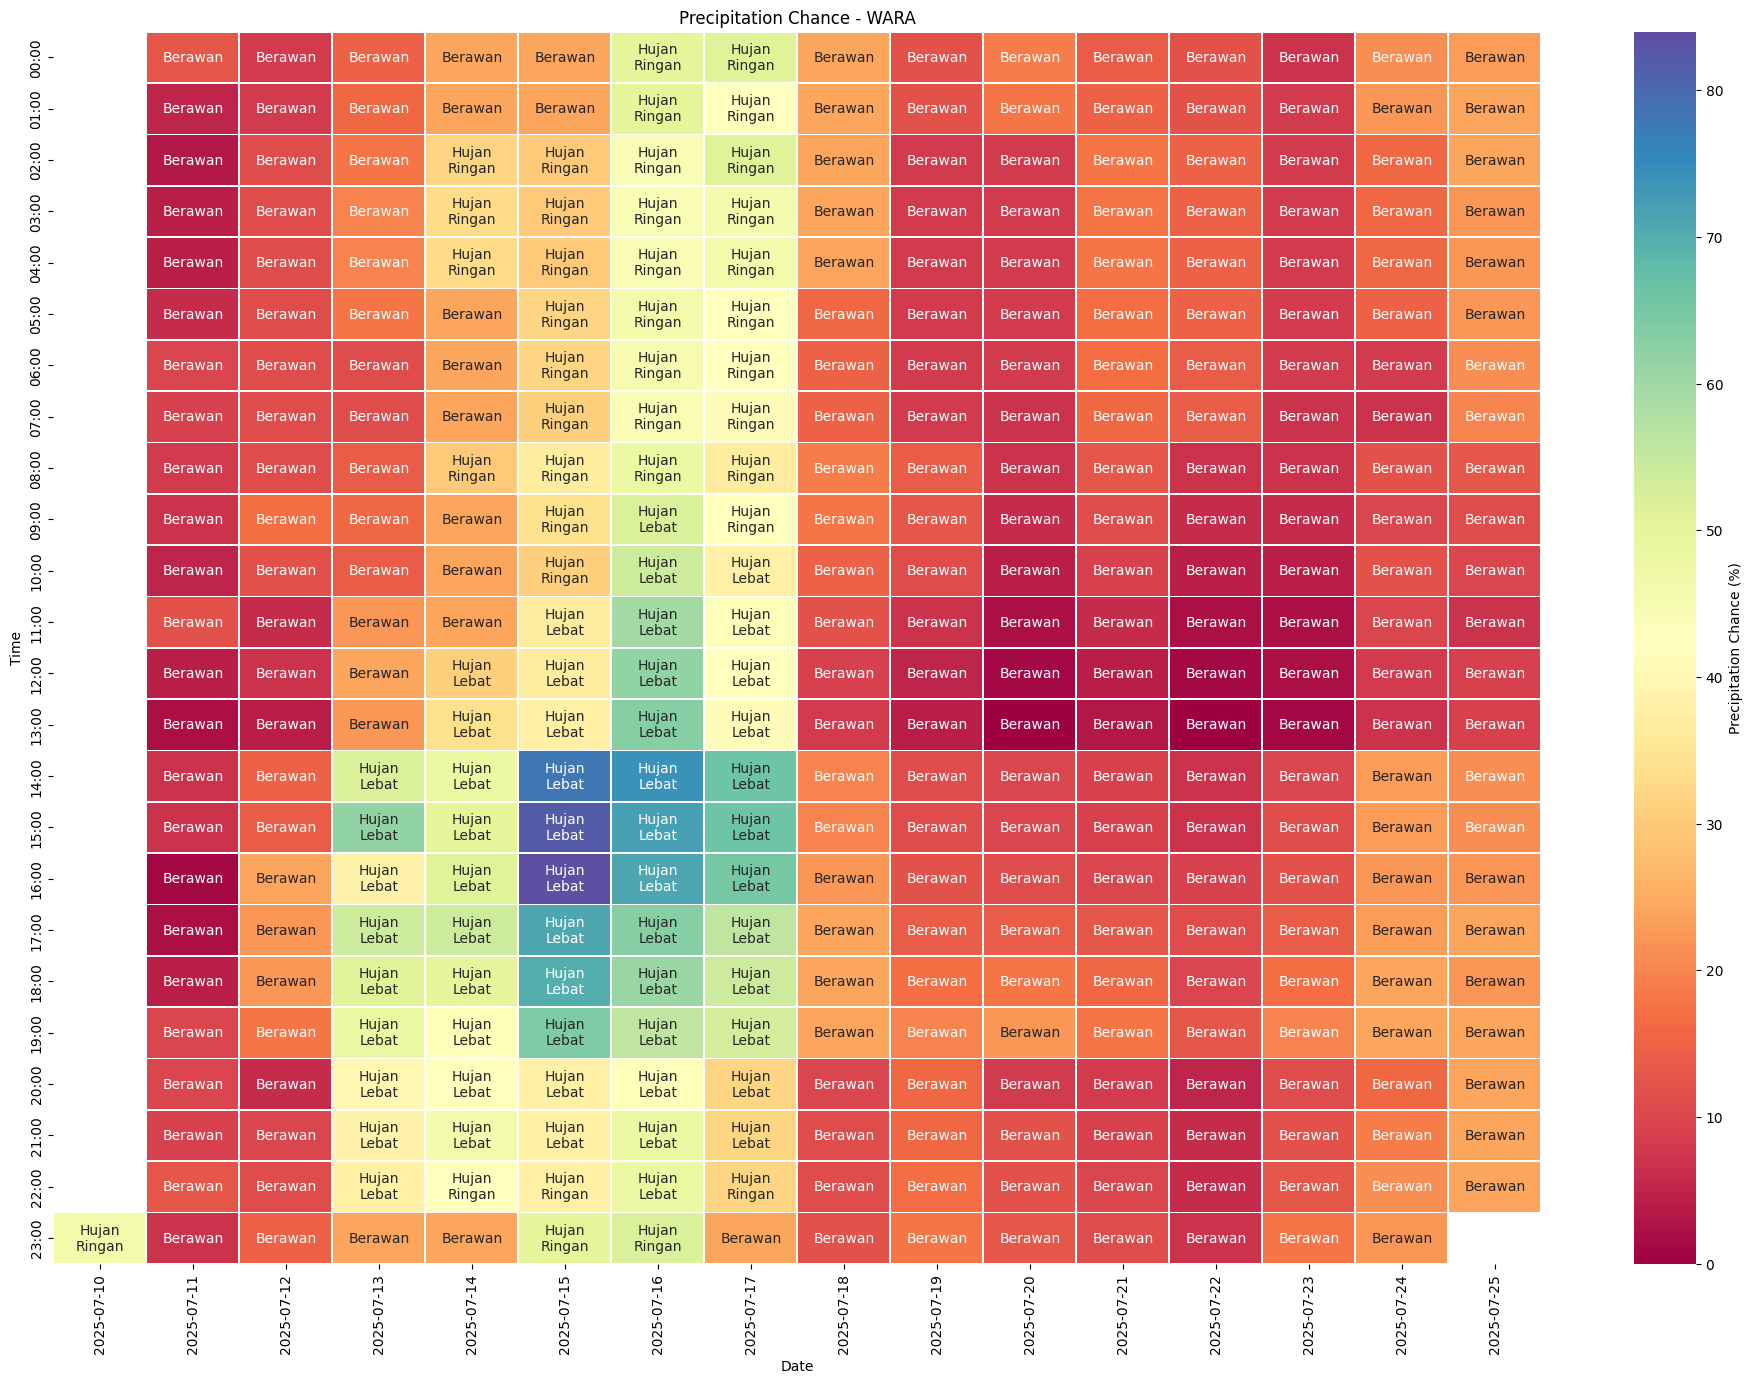 Precipitation Chance - WARA
00:00 Berawan Berawan Berawan Berawan Berawan Hujan Ringan Hujan Ringan Berawan Berawan Berawan Berawan Berawan Berawan Berawan Berawan
01:00 Berawan Berawan Berawan Berawan Berawan Hujan Ringan Hujan Ringan Berawan Berawan Berawan Berawan Berawan Berawan Berawan Berawan
02:00 Berawan Berawan Berawan Hujan Ringan Hujan Ringan Hujan Ringan Hujan Ringan Berawan Berawan Berawan Berawan Berawan Berawan Berawan Berawan
03:00 Berawan Berawan Berawan Hujan Ringan Hujan Ringan Hujan Ringan Hujan Ringan Berawan Berawan Berawan Berawan Berawan Berawan Berawan Berawan
04:00 Berawan Berawan Berawan Hujan Ringan Hujan Ringan Hujan Ringan Hujan Ringan Berawan Berawan Berawan Berawan Berawan Berawan Berawan Berawan
05:00 Berawan Berawan Berawan Berawan Hujan Ringan Hujan Ringan Hujan Ringan Berawan Berawan Berawan Berawan Berawan Berawan Berawan Berawan
06:00 Berawan Berawan Berawan Berawan Hujan Ringan Hujan Ringan Hujan Ringan Berawan Berawan Berawan Berawan Berawan Berawan Berawan Berawan
07:00 Berawan Berawan Berawan Berawan Hujan Ringan Hujan Ringan Hujan Ringan Berawan Berawan Berawan Berawan Berawan Berawan Berawan Berawan
08:00 Berawan Berawan Berawan Hujan Ringan Hujan Ringan Hujan Ringan Hujan Ringan Berawan Berawan Berawan Berawan Berawan Berawan Berawan Berawan
09:00 Berawan Berawan Berawan Berawan Hujan Ringan Hujan Lebat Hujan Ringan Berawan Berawan Berawan Berawan Berawan Berawan Berawan Berawan
10:00 Berawan Berawan Berawan Berawan Hujan Ringan Hujan Lebat Hujan Lebat Berawan Berawan Berawan Berawan Berawan Berawan Berawan Berawan
11:00 Berawan Berawan Berawan Berawan Hujan Lebat Hujan Lebat Hujan Lebat Berawan Berawan Berawan Berawan Berawan Berawan Berawan Berawan
12:00 Berawan Berawan Berawan Hujan Lebat Hujan Lebat Hujan Lebat Hujan Lebat Berawan Berawan Berawan Berawan Berawan Berawan Berawan Berawan
13:00 Berawan Berawan Berawan Hujan Lebat Hujan Lebat Hujan Lebat Hujan Lebat Berawan Berawan Berawan Berawan Berawan Berawan Berawan Berawan
14:00 Berawan Berawan Hujan Lebat Hujan Lebat Hujan Lebat Hujan Lebat Hujan Lebat Berawan Berawan Berawan Berawan Berawan Berawan Berawan Berawan
15:00 Berawan Berawan Hujan Lebat Hujan Lebat Hujan Lebat Hujan Lebat Hujan Lebat Berawan Berawan Berawan Berawan Berawan Berawan Berawan Berawan
16:00 Berawan Berawan Hujan Lebat Hujan Lebat Hujan Lebat Hujan Lebat Hujan Lebat Berawan Berawan Berawan Berawan Berawan Berawan Berawan Berawan
17:00 Berawan Berawan Hujan Lebat Hujan Lebat Hujan Lebat Hujan Lebat Hujan Lebat Berawan Berawan Berawan Berawan Berawan Berawan Berawan Berawan
18:00 Berawan Berawan Hujan Lebat Hujan Lebat Hujan Lebat Hujan Lebat Hujan Lebat Berawan Berawan Berawan Berawan Berawan Berawan Berawan Berawan
19:00 Berawan Berawan Hujan Lebat Hujan Lebat Hujan Lebat Hujan Lebat Hujan Lebat Berawan Berawan Berawan Berawan Berawan Berawan Berawan Berawan
20:00 Berawan Berawan Hujan Lebat Hujan Lebat Hujan Lebat Hujan Lebat Hujan Lebat Berawan Berawan Berawan Berawan Berawan Berawan Berawan Berawan
21:00 Berawan Berawan Hujan Lebat Hujan Lebat Hujan Lebat Hujan Lebat Hujan Lebat Berawan Berawan Berawan Berawan Berawan Berawan Berawan Berawan
22:00 Berawan Berawan Hujan Lebat Hujan Ringan Hujan Ringan Hujan Lebat Hujan Ringan Berawan Berawan Berawan Berawan Berawan Berawan Berawan Berawan
23:00 Hujan Ringan Berawan Berawan Berawan Berawan Hujan Ringan Hujan Ringan Berawan Berawan Berawan Berawan Berawan Berawan Berawan Berawan
2025-07-10 2025-07-11 2025-07-12 2025-07-13 2025-07-14 2025-07-15 2025-07-16 2025-07-17 2025-07-18 2025-07-19 2025-07-20 2025-07-21 2025-07-22 2025-07-23 2025-07-24 2025-07-25
Date
Time
80
70
60
50
40
30
20
10
0
Precipitation Chance (%)